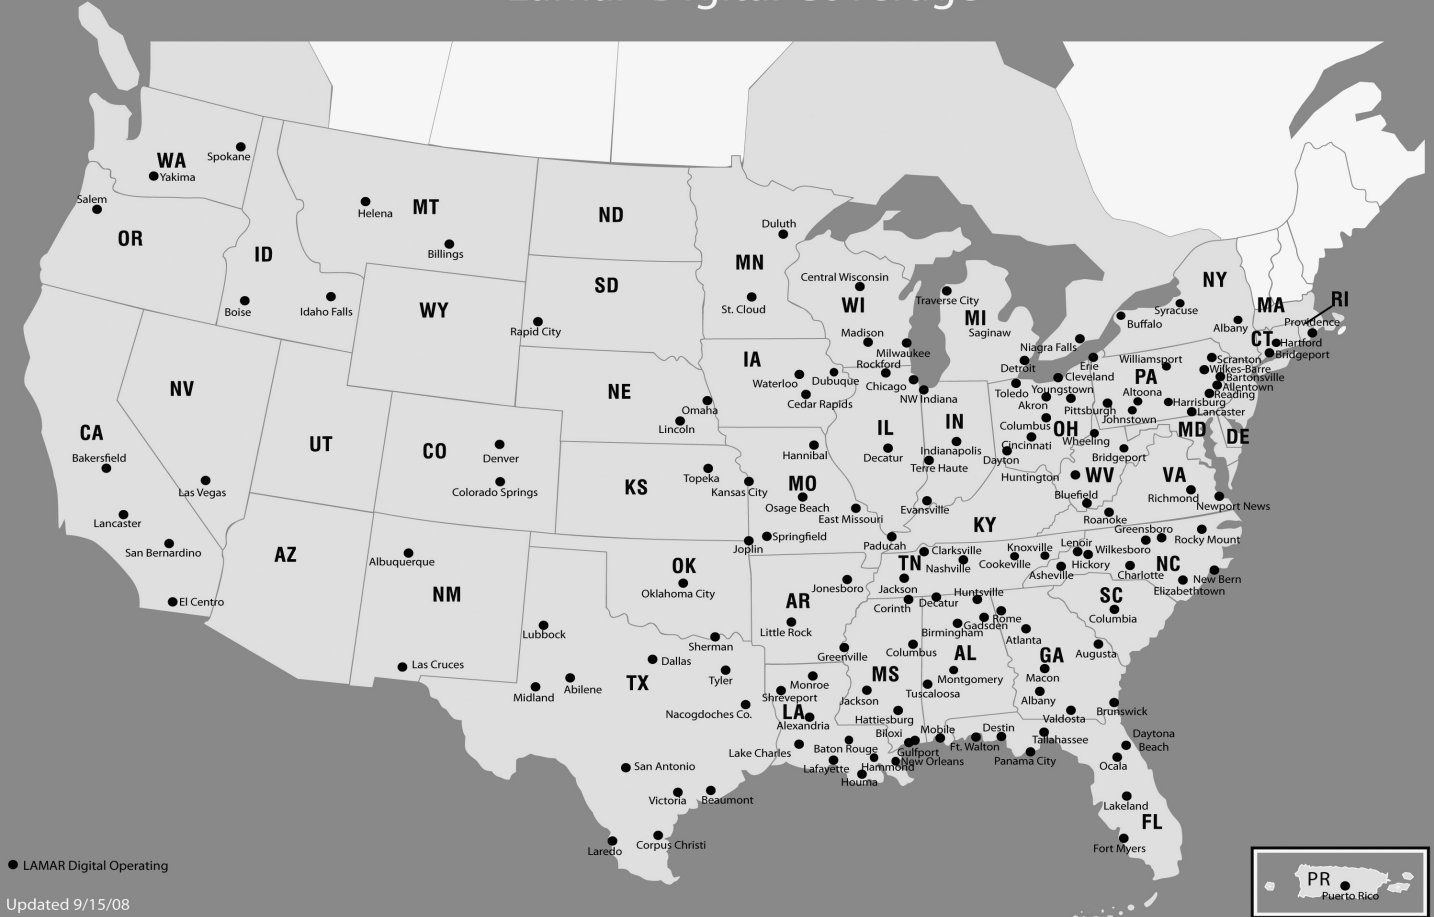 Lamar Digital Coverage
WA
Spokane
Yakima
Salem
OR
Helena
MT
Billings
ID
Boise
Idaho Falls
WY
ND
SD
Rapid City
NE
Omaha
Lincoln
Duluth
MN
St. Cloud
Central Wisconsin
WI
Madison
Milwaukee
Rockford
Chicago
NW Indiana
Traverse City
MI
Saginaw
Detroit
IA
Waterloo
Dubuque
Cedar Rapids
NV
Las Vegas
CA
Bakersfield
Lancaster
San Bernardino
El Centro
UT
CO
Denver
Colorado Springs
KS
Topeka
Kansas City
Hannibal
MO
Osage Beach
East Missouri
Springfield
Joplin
IL
Decatur
IN
Indianapolis
Terre Haute
Evansville
Niagra Falls
Buffalo
Syracuse
NY
Albany
MA
RI
Providence
CT
Hartford
Bridgeport
Erie
Cleveland
Toledo
Youngstown
Akron
Columbus
OH
Cincinnati
Dayton
Pittsburgh
Wheeling
Williamsport
PA
Altoona
Johnstown
Harrisburg
Lancaster
Scranton
Wilkes-Barre
Bartonsville
Allentown
Reading
MD
DE
Bridgeport
Huntington
WV
Bluefield
VA
Richmond
Newport News
Roanoke
KY
Paducah
AZ
Albuquerque
NM
Las Cruces
OK
Oklahoma City
AR
Jonesboro
Little Rock
TN
Clarksville
Nashville
Cookeville
Knoxville
Jackson
Greensboro
Rocky Mount
Lenoir
Wilkesboro
Hickory
Asheville
Charlotte
NC
New Bern
Elizabethtown
SC
Columbia
Corinth
Decatur
Huntsville
Gadsden
Rome
Birmingham
Atlanta
Columbus
AL
GA
Augusta
Greenville
MS
Montgomery
Macon
Tuscaloosa
Jackson
Albany
Hattiesburg
Valdosta
Brunswick
Lubbock
Sherman
Dallas
Tyler
Abilene
Midland
TX
Nacogdoches Co.
Monroe
Shreveport
LA
Alexandria
Lake Charles
Baton Rouge
Lafayette
Hammond
Houma
New Orleans
Biloxi
Gulfport
Mobile
Ft. Walton
Destin
Panama City
Tallahassee
Daytona
Beach
Ocala
Lakeland
FL
Fort Myers
San Antonio
Victoria
Beaumont
Laredo
Corpus Christi
LAMAR Digital Operating
Updated 9/15/08
PR
Puerto Rico